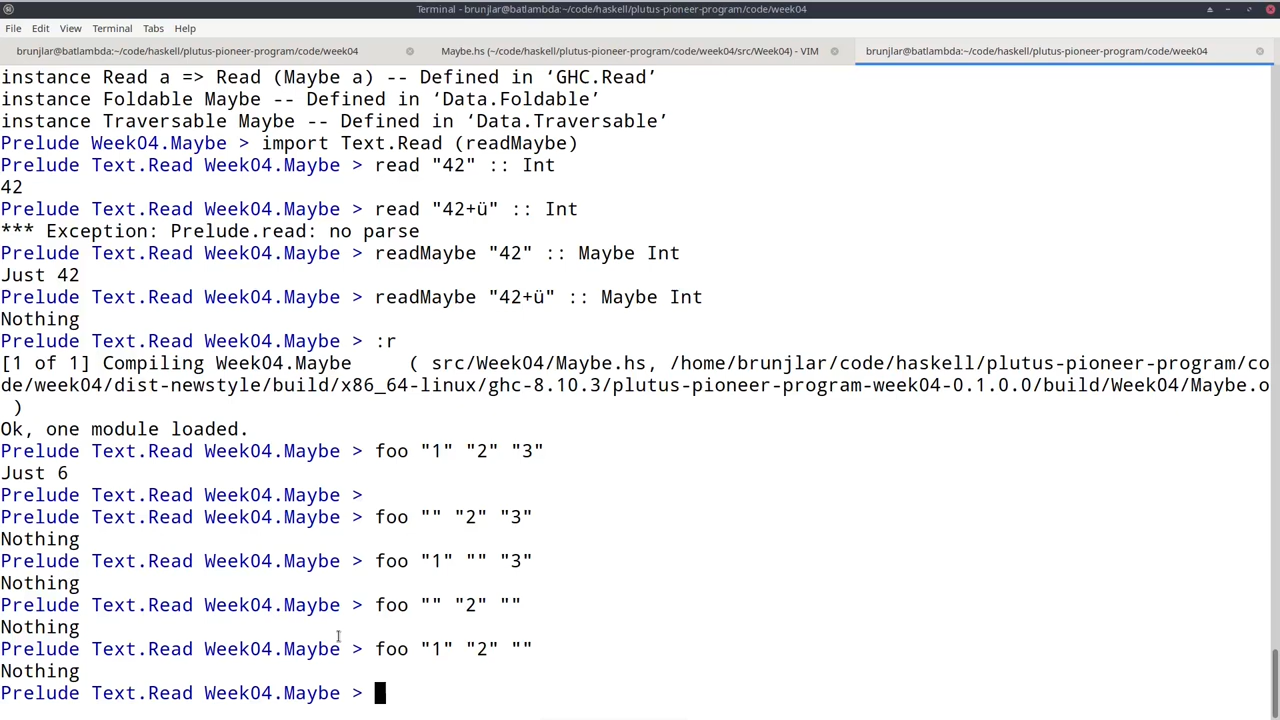 Terminal - brunjlar@batlambda:~/code/haskell/plutus-pioneer-program/code/week04
File Edit View Terminal Tabs Help
brunjlar@batlambda:~/code/haskell/plutus-pioneer-program/code/week04 Maybe.hs (~/code/haskell/plutus-pioneer-program/code/week04/src/Week04) - VIM brunjlar@batlambda:~/code/haskell/plutus-pioneer-program/code/week04
instance Read a => Read (Maybe a) -- Defined in ‘GHC.Read’
instance Foldable Maybe -- Defined in ‘Data.Foldable’
instance Traversable Maybe -- Defined in ‘Data.Traversable’
Prelude Week04.Maybe > import Text.Read (readMaybe)
Prelude Text.Read Week04.Maybe > read "42" :: Int
42
Prelude Text.Read Week04.Maybe > read "42+ü" :: Int
*** Exception: Prelude.read: no parse
Prelude Text.Read Week04.Maybe > readMaybe "42" :: Maybe Int
Just 42
Prelude Text.Read Week04.Maybe > readMaybe "42+ü" :: Maybe Int
Nothing
Prelude Text.Read Week04.Maybe > :r
[1 of 1] Compiling Week04.Maybe     ( src/Week04/Maybe.hs, /home/brunjlar/code/haskell/plutus-pioneer-program/co
de/week04/dist-newstyle/build/x86_64-linux/ghc-8.10.3/plutus-pioneer-program-week04-0.1.0.0/build/Week04/Maybe.o
 )
Ok, one module loaded.
Prelude Text.Read Week04.Maybe > foo "1" "2" "3"
Just 6
Prelude Text.Read Week04.Maybe >
Prelude Text.Read Week04.Maybe > foo "" "2" "3"
Nothing
Prelude Text.Read Week04.Maybe > foo "1" "" "3"
Nothing
Prelude Text.Read Week04.Maybe > foo "" "2" ""
Nothing
Prelude Text.Read Week04.Maybe > foo "1" "2" ""
Nothing
Prelude Text.Read Week04.Maybe >